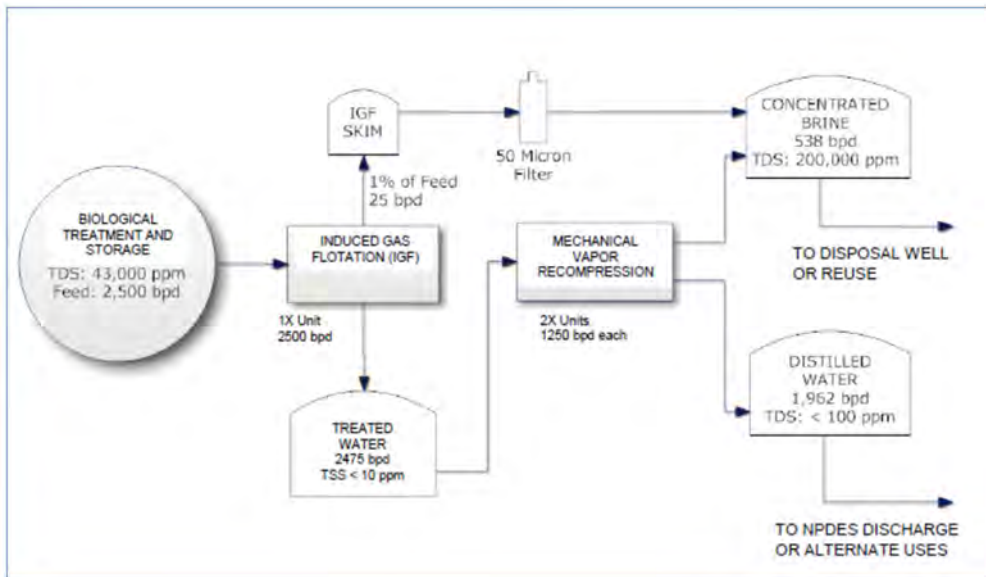 BIOLOGICAL
TREATMENT AND
STORAGE
TDS: 43,000 ppm
Feed: 2,500 bpd
IGF
SKIM
1% of Feed
25 bpd
INDUCED GAS
FLOTATION (IGF)
1X Unit
2500 bpd
TREATED
WATER
2475 bpd
TSS < 10 ppm
50 Micron
Filter
MECHANICAL
VAPOR
RECOMPRESSION
2X Units
1250 bpd each
CONCENTRATED
BRINE
538 bpd
TDS: 200,000 ppm
TO DISPOSAL WELL
OR REUSE
DISTILLED
WATER
1,962 bpd
TDS: < 100 ppm
TO NPDES DISCHARGE
OR ALTERNATE USES